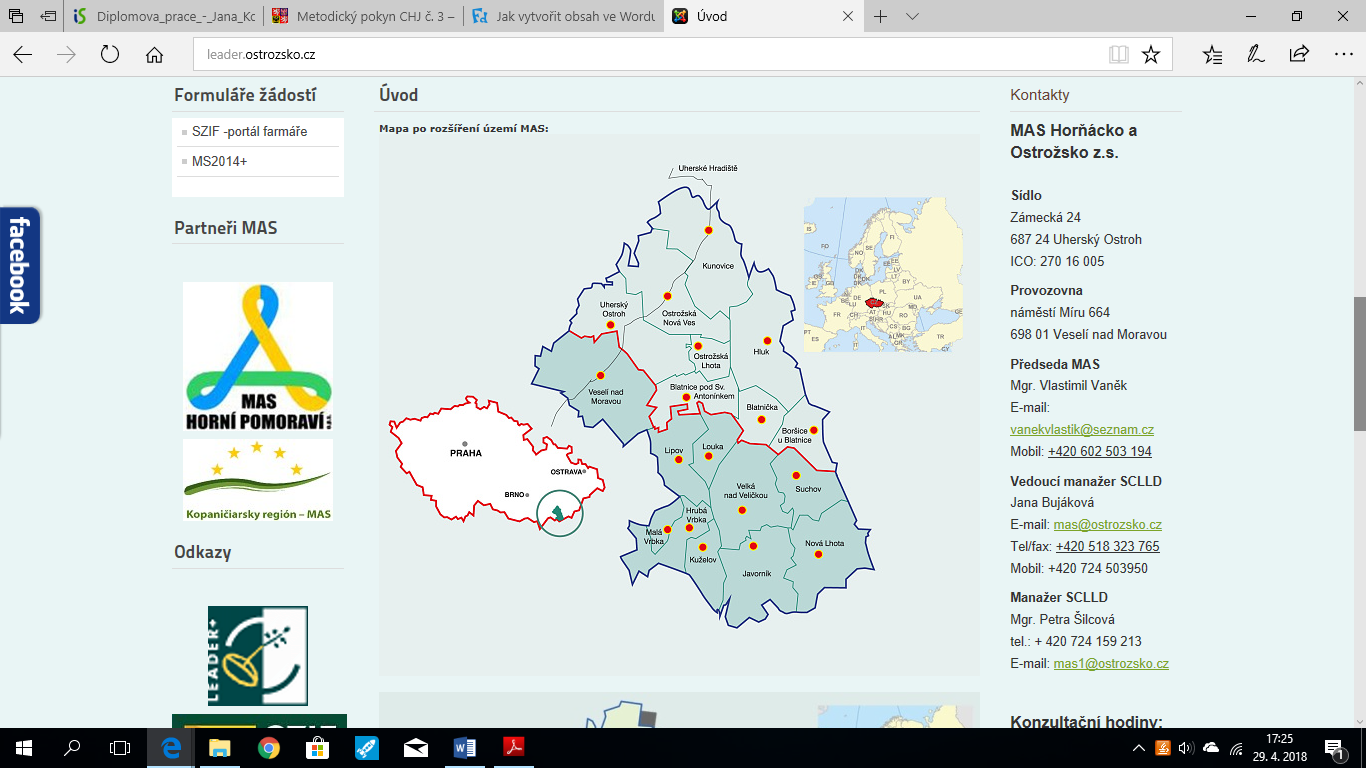 Diplomova_prace_-_Jana_Kc
Metodický pokyn CHJ č. 3 –
Jak vytvořit obsah ve Wordu
Úvod
leader.ostrozsko.cz
facebook
Formuláře žádostí
SZIF -portál farmáře
MS2014+
Partneři MAS
MAS
HORNÍ POMORAVÍ
Kopaničiarsky región – MAS
Odkazy
LEADER+
Úvod
Mapa po rozšíření území MAS:
Uherské Hradiště
Kunovice
Uherský
Ostroh
Ostrožská
Nová Ves
Hluk
Ostrožská
Lhota
Veselí nad
Moravou
Blatnice pod Sv.
Antonínkem
Blatnička
Boršice
u Blatnice
Lipov
Louka
Velká
nad Veličkou
Suchov
Hrubá
Vrbka
Malá
Vrbka
Kuželov
Javorník
Nová Lhota
PRAHA
OSTRAVA
BRNO
Kontakty
MAS Horňácko a
Ostrožsko z.s.
Sídlo
Zámecká 24
687 24 Uherský Ostroh
ICO: 270 16 005
Provozovna
náměstí Míru 664
698 01 Veselí nad Moravou
Předseda MAS
Mgr. Vlastimil Vaněk
E-mail:
vanekvlastik@seznam.cz
Mobil: +420 602 503 194
Vedoucí manažer SCLLD
Jana Bujáková
E-mail: mas@ostrozsko.cz
Tel/fax: +420 518 323 765
Mobil: +420 724 503950
Manažer SCLLD
Mgr. Petra Šilcová
tel.: + 420 724 159 213
E-mail: mas1@ostrozsko.cz
Konzultační hodiny:
17:25
29. 4. 2018
1